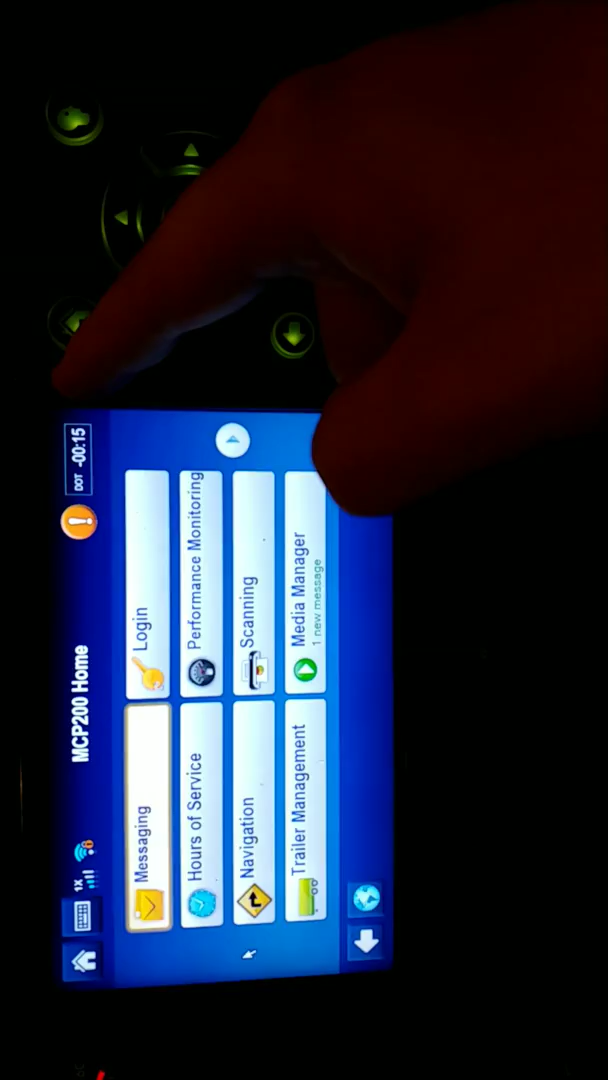 1X
6
MCP200 Home
DOT -00:15
Messaging
Login
Hours of Service
Performance Monitoring
Navigation
Scanning
Trailer Management
Media Manager
1 new message